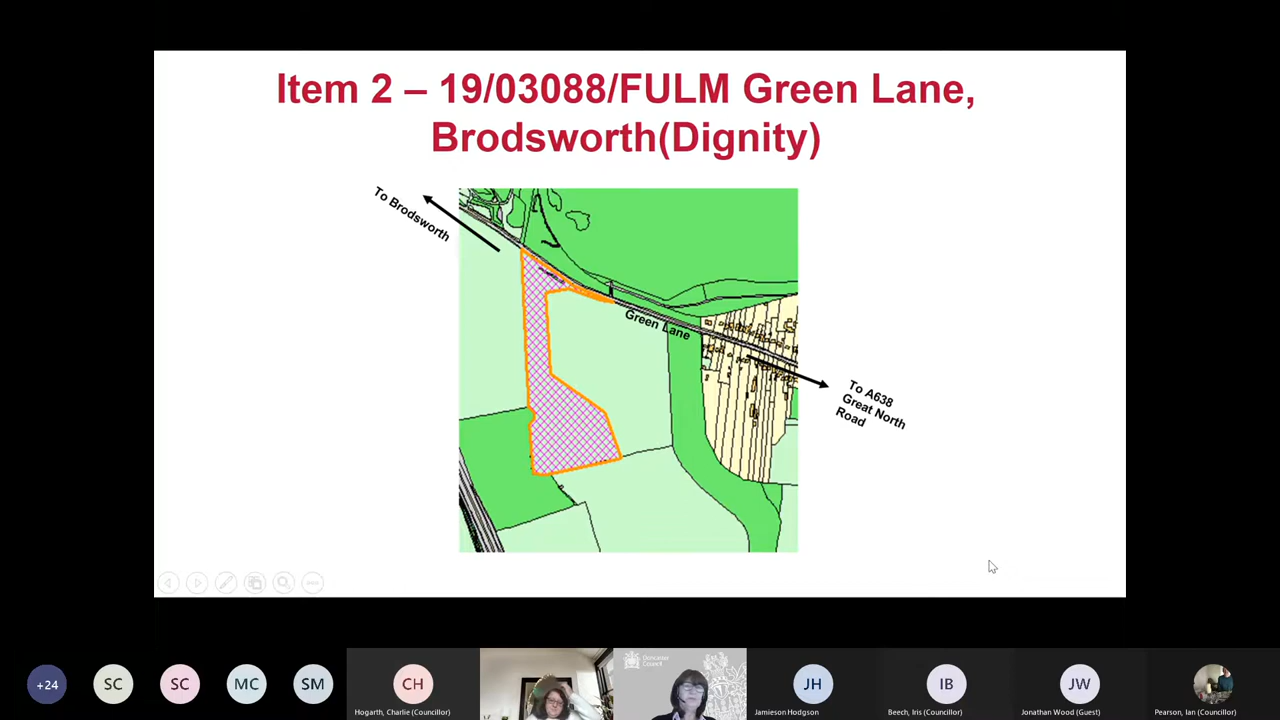 Item 2 – 19/03088/FULM Green Lane,
Brodsworth(Dignity)
To Brodsworth
Green Lane
To A638
Great North
Road
+24
SC
SC
MC
SM
CH
Hogarth, Charlie (Councillor)
Doncaster
Council
JH
Jamieson Hodgson
IB
Beech, Iris (Councillor)
JW
Jonathan Wood (Guest)
Pearson, Ian (Councillor)